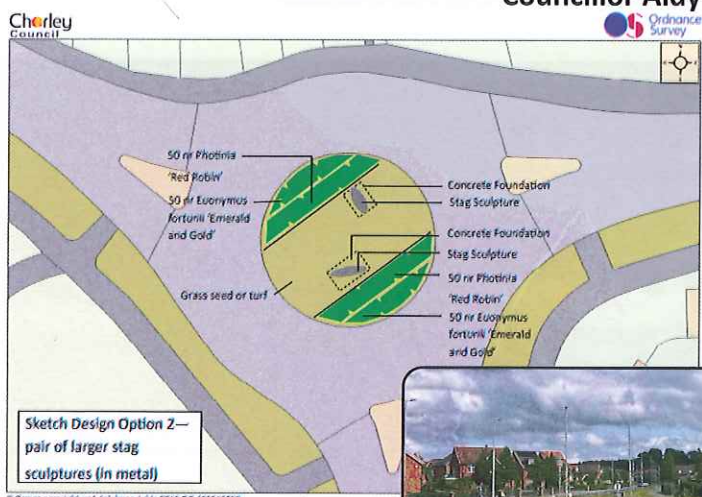 Councillor Aidy
Chorley
Council
Ordnance
Survey
N
50 nr Photinia
'Red Robin'
50 nr Euonymus
fortunii 'Emerald
and Gold'
Grass seed or turf
Concrete Foundation
Stag Sculpture
Concrete Foundation
Stag Sculpture
50 nr Photinia
'Red Robin'
50 nr Euonymus
fortunii 'Emerald
and Gold'
Sketch Design Option 2—
pair of larger stag
sculptures (in metal)